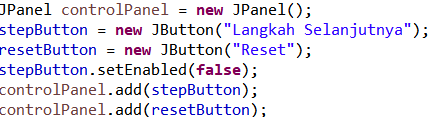 JPanel controlPanel = new JPanel();
stepButton = new JButton("Langkah Selanjutnya");
resetButton = new JButton("Reset");
stepButton.setEnabled(false);
controlPanel.add(stepButton);
controlPanel.add(resetButton);